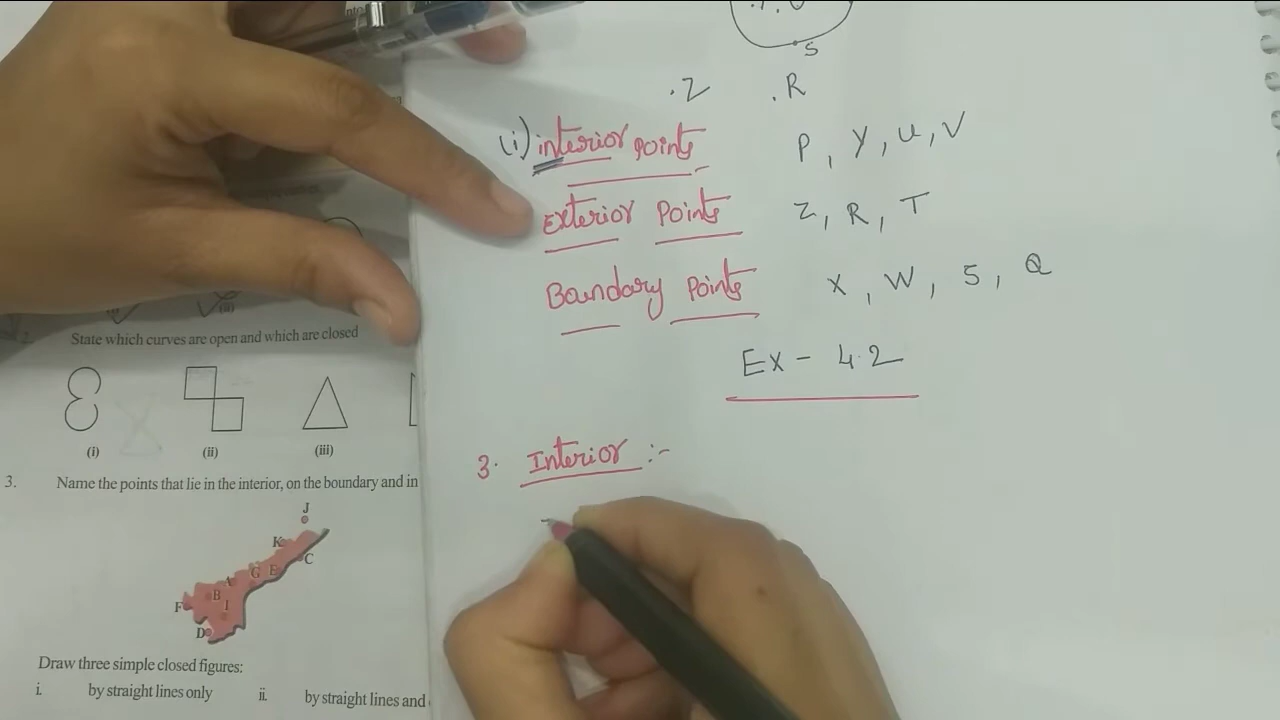 S
.Z .R
(i) interior points P, Y, U, V
Exterior Points Z, R, T
Boundary Points X, W, S, Q
Ex - 4.2
3. Interior :-
(ii)
2. State which curves are open and which are closed
(i) (ii) (iii)
3. Name the points that lie in the interior, on the boundary and in
J
K
C
G E
A
B
F I
D
Draw three simple closed figures:
i. by straight lines only ii. by straight lines and